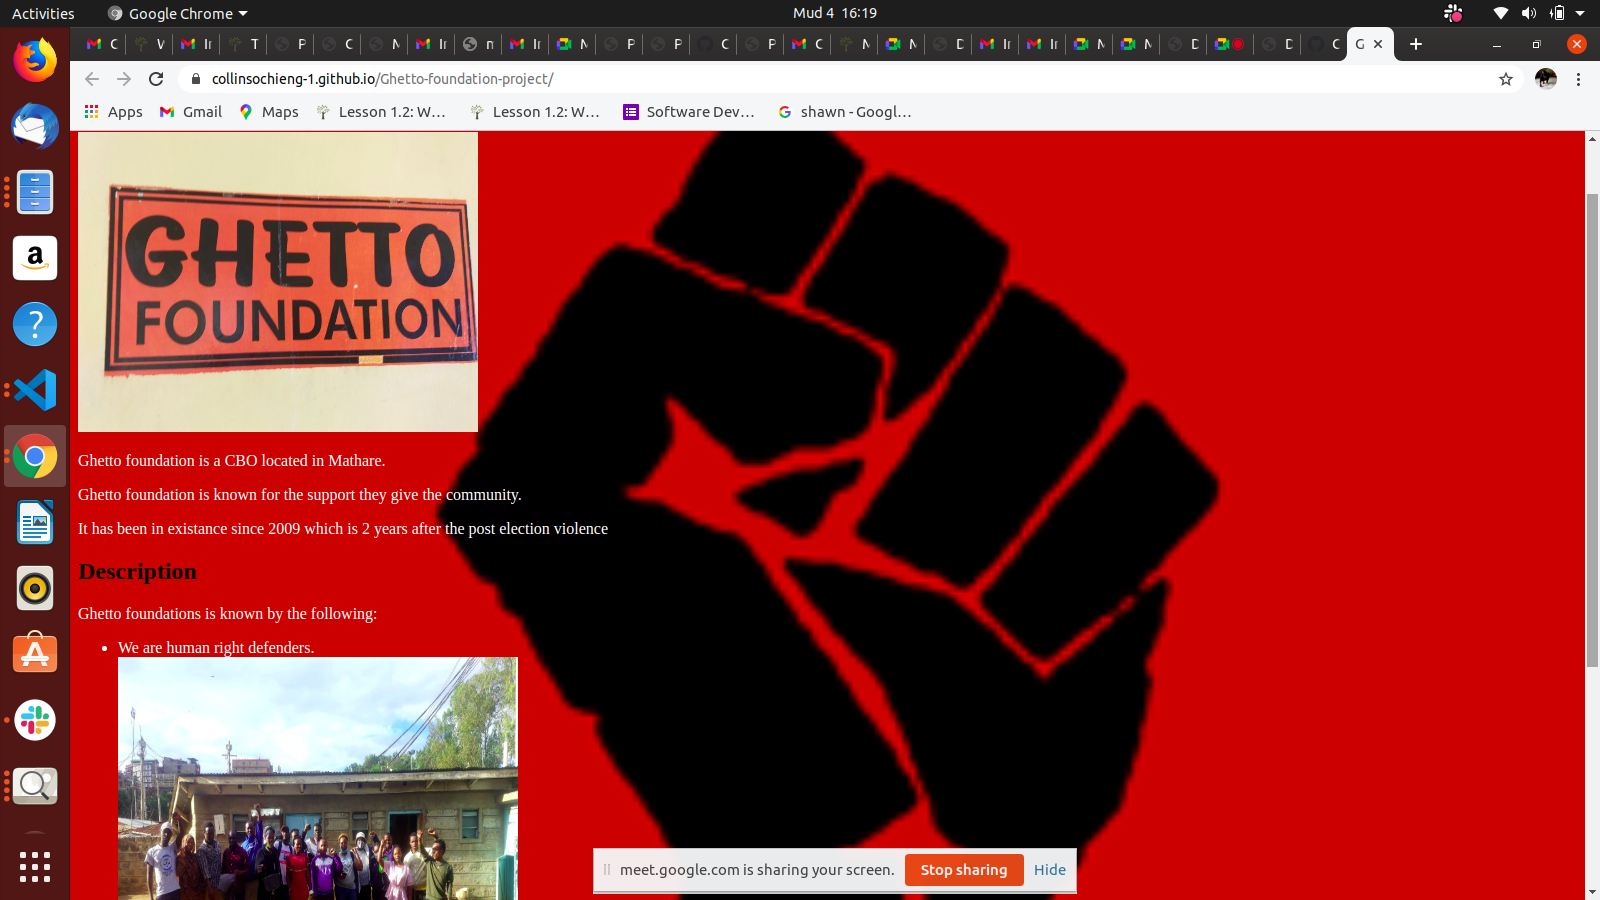 Activities
Google Chrome
Mud 4 16:19
collinsochieng-1.github.io/Ghetto-foundation-project/
Apps
Gmail
Maps
Lesson 1.2: W...
Lesson 1.2: W...
Software Dev...
shawn - Googl...
GHETTO
FOUNDATION
Ghetto foundation is a CBO located in Mathare.
Ghetto foundation is known for the support they give the community.
It has been in existance since 2009 which is 2 years after the post election violence
Description
Ghetto foundations is known by the following:
• We are human right defenders.
meet.google.com is sharing your screen.
Stop sharing
Hide